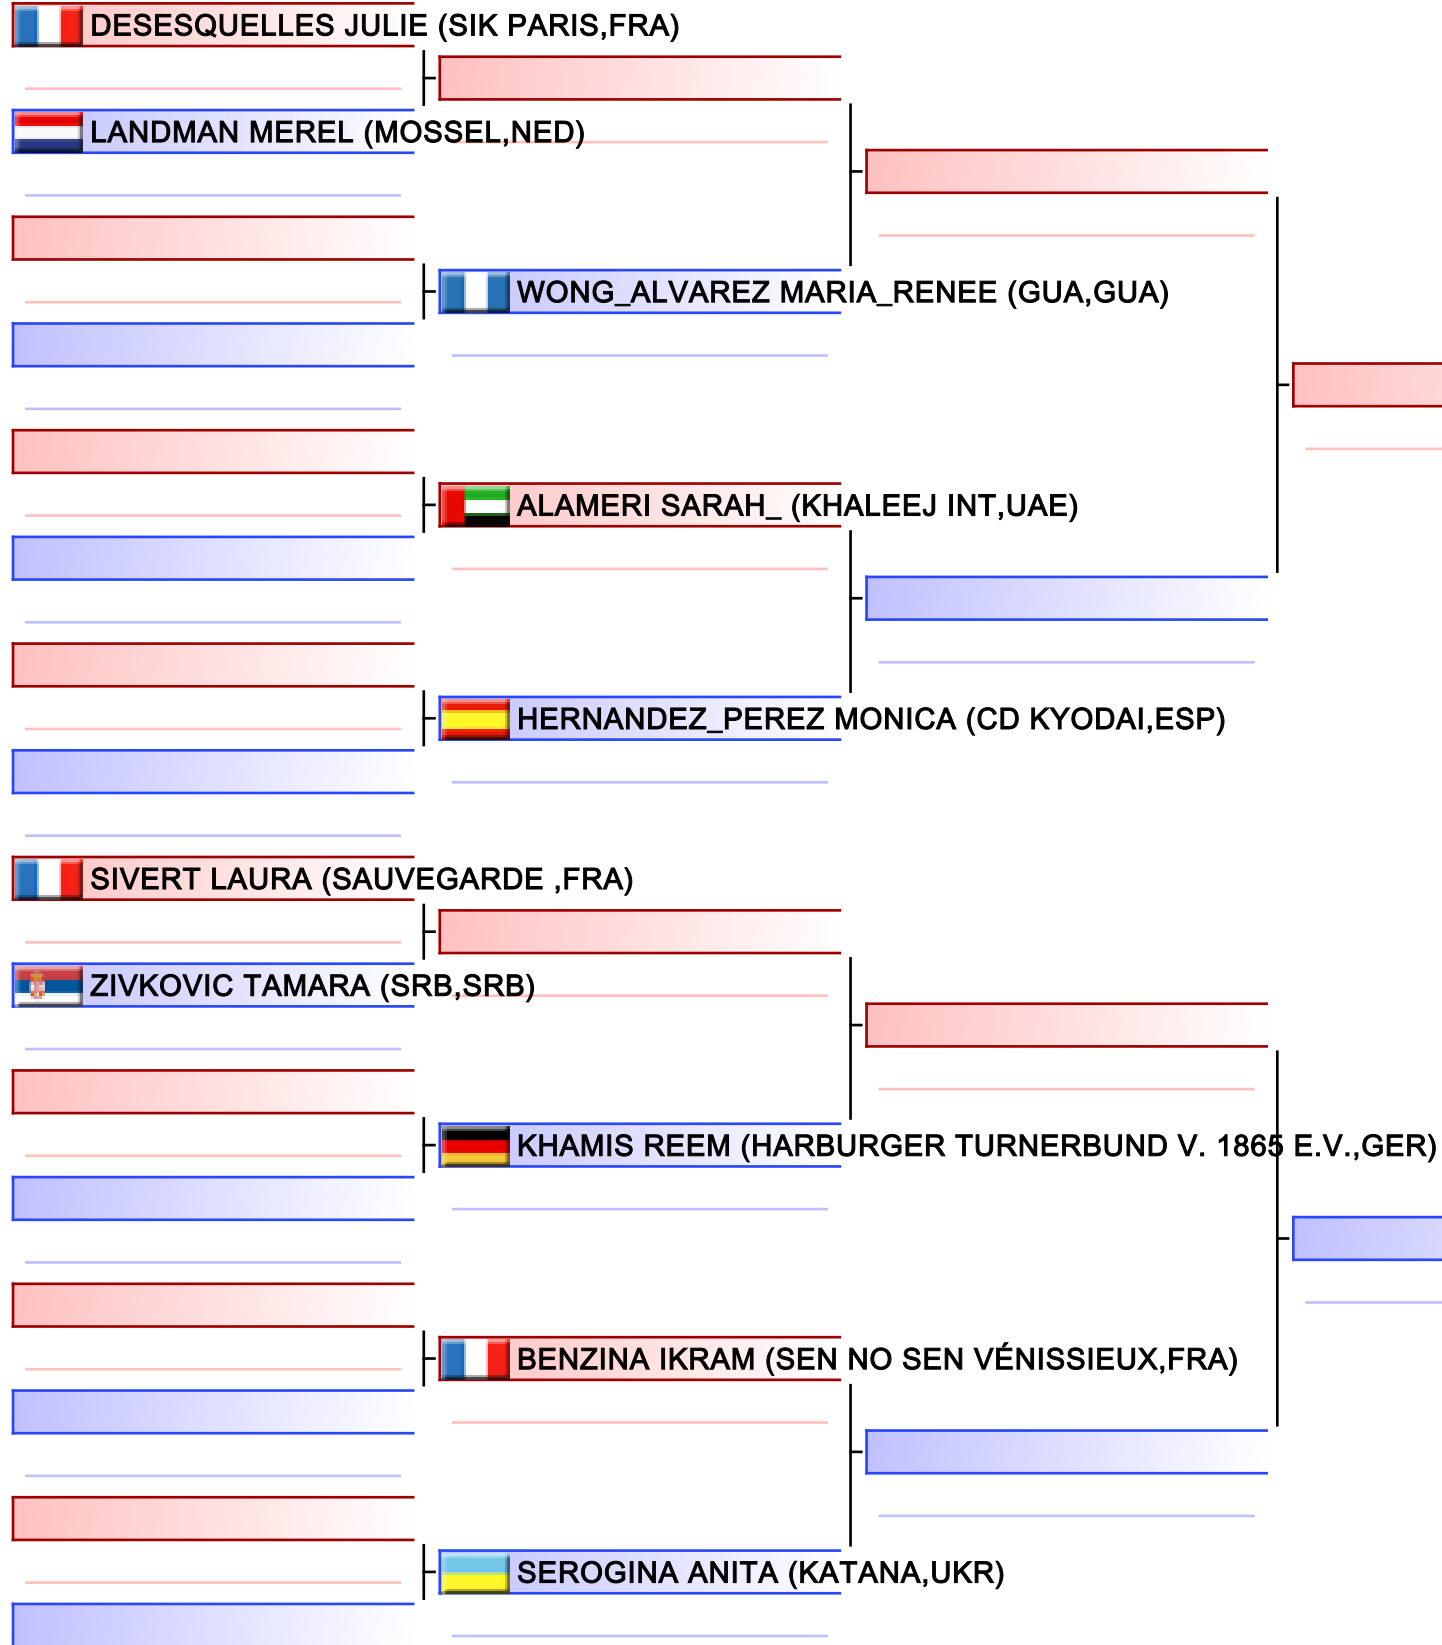 DESESQUELLES JULIE (SIK PARIS,FRA)
LANDMAN MEREL (MOSSEL,NED)
WONG_ALVAREZ MARIA_RENEE (GUA,GUA)
ALAMERI SARAH_ (KHALEEJ INT,UAE)
HERNANDEZ_PEREZ MONICA (CD KYODAI,ESP)
SIVERT LAURA (SAUVEGARDE ,FRA)
ZIVKOVIC TAMARA (SRB,SRB)
KHAMIS REEM (HARBURGER TURNERBUND V. 1865 E.V.,GER)
BENZINA IKRAM (SEN NO SEN VÉNISSIEUX,FRA)
SEROGINA ANITA (KATANA,UKR)